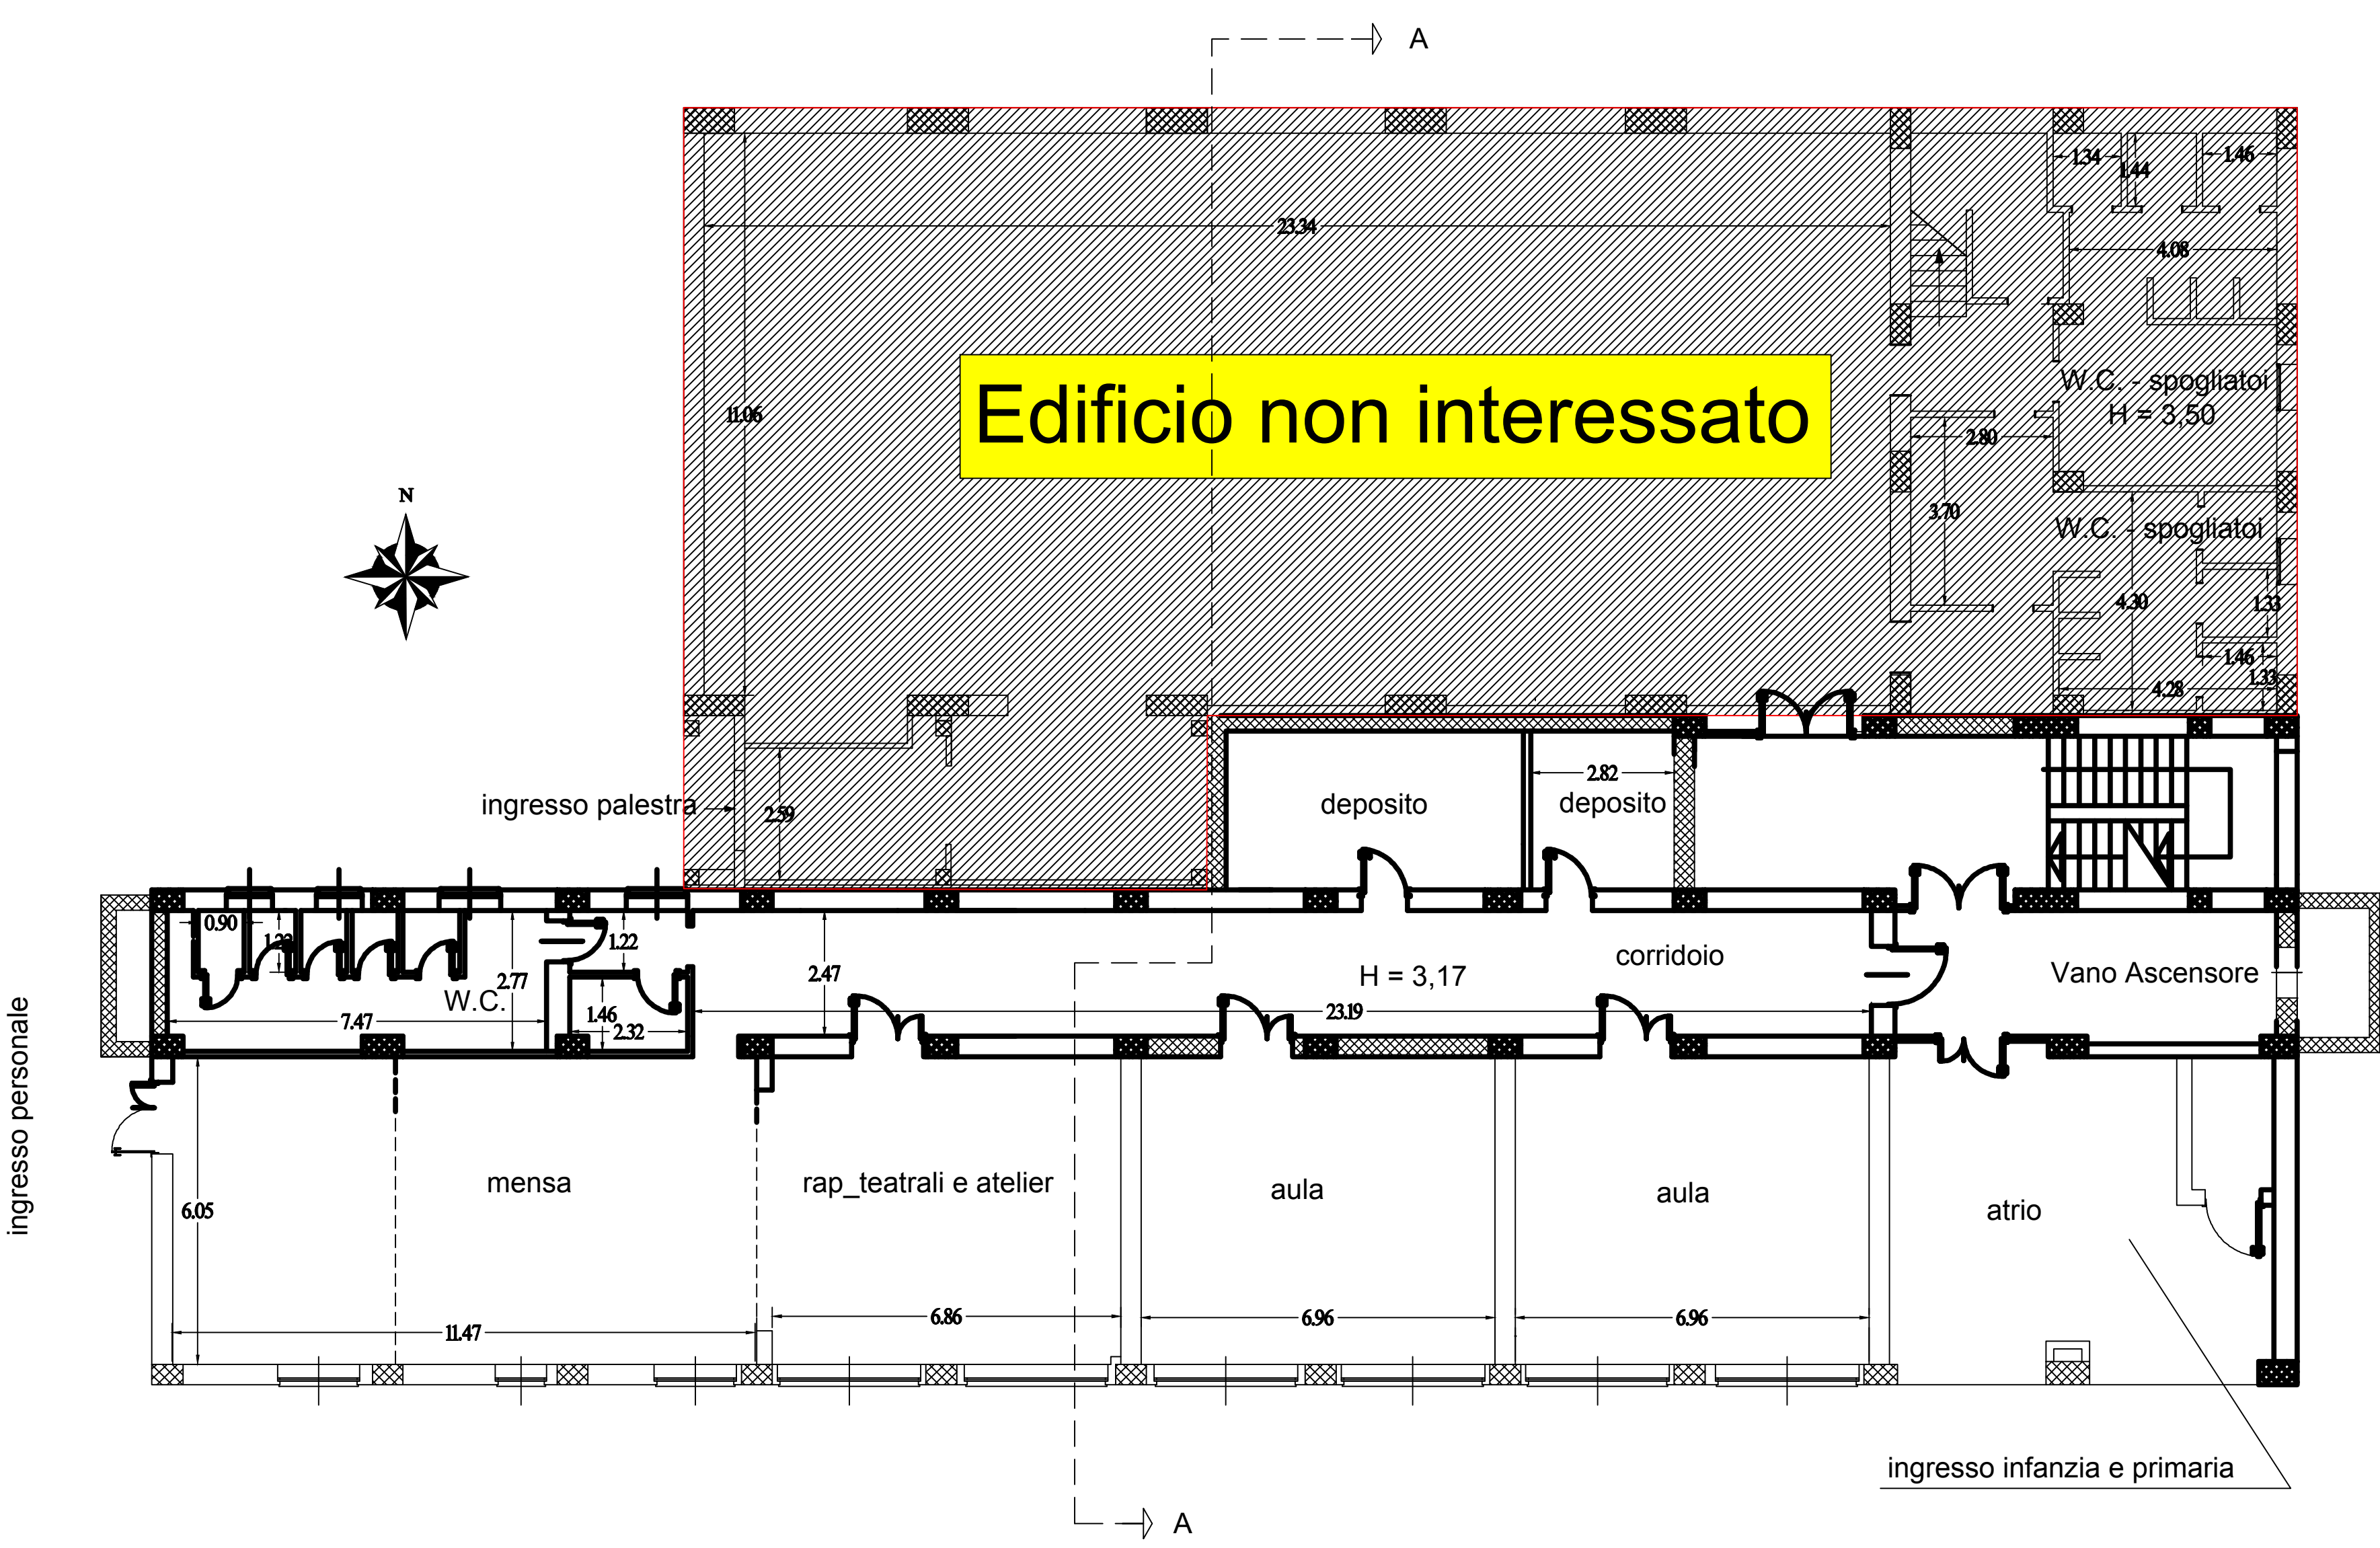 A
1.34
1.44
1.46
23.34
4.08
W.C. - spogliatoi
H = 3,50
11.06
Edificio non interessato
2.80
N
3.70
W.C. - spogliatoi
4.30
1.33
1.46
1.33
4.28
ingresso palestra
2.59
deposito
2.82
deposito
0.90
1.22
1.22
2.77
W.C.
7.47
1.46
2.32
2.47
H = 3,17
corridoio
23.19
Vano Ascensore
ingresso personale
6.05
mensa
rap_teatrali e atelier
aula
aula
atrio
11.47
6.86
6.96
6.96
ingresso infanzia e primaria
A